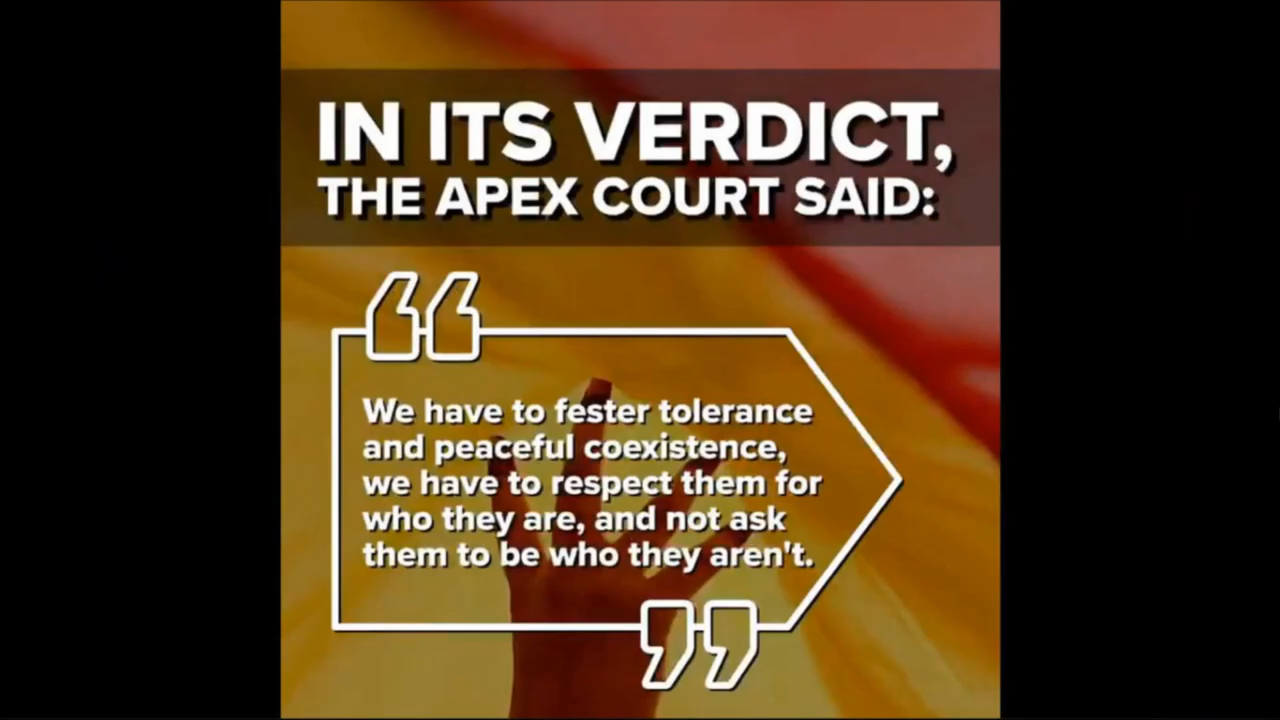 IN ITS VERDICT,
THE APEX COURT SAID:
We have to fester tolerance
and peaceful coexistence,
we have to respect them for
who they are, and not ask
them to be who they aren't.